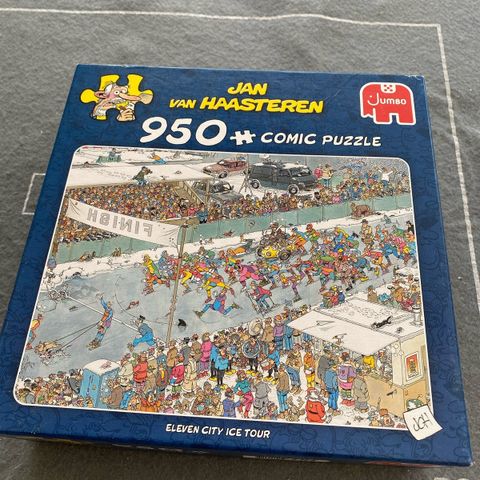 JAN
VAN HAASTEREN
Jumbo
950 COMIC PUZZLE
FINISH
ELEVEN CITY ICE TOUR